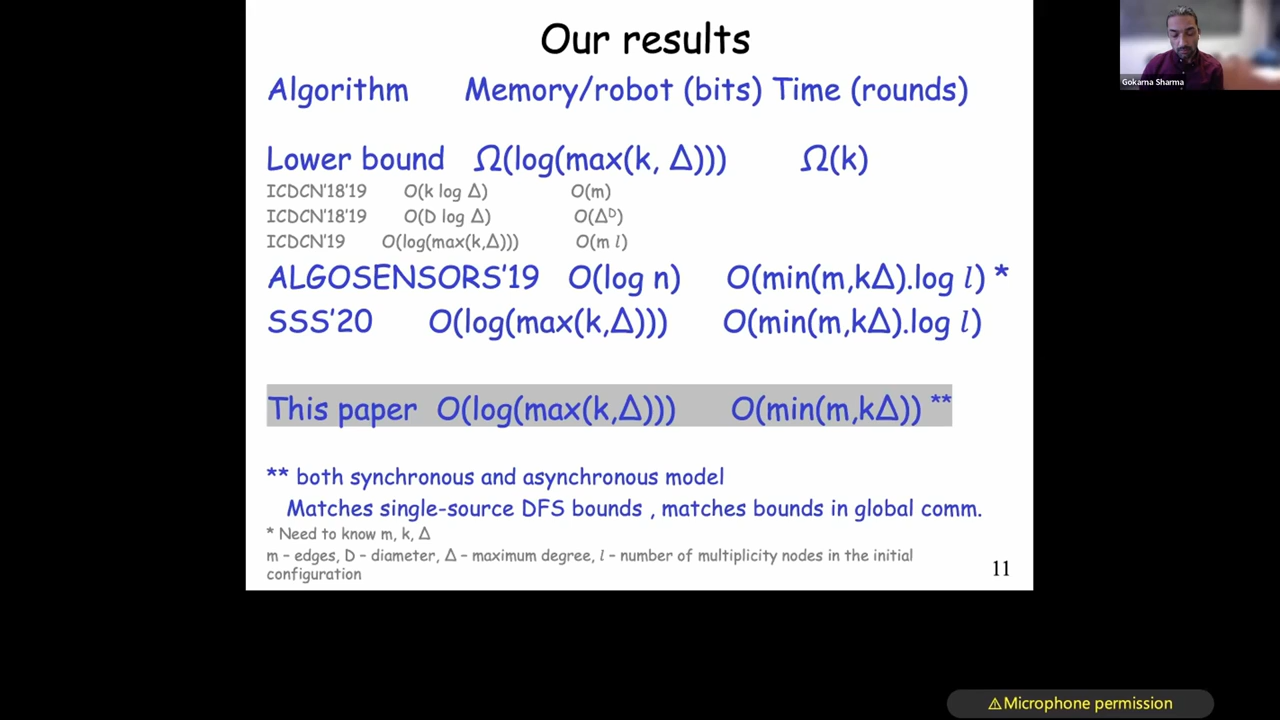 Our results
Algorithm Memory/robot (bits) Time (rounds)
Lower bound Ω(log(max(k, Δ))) Ω(k)
ICDCN'18'19 O(k log Δ) O(m)
ICDCN'18'19 O(D log Δ) O(Δᴰ)
ICDCN'19 O(log(max(k,Δ))) O(m l)
ALGOSENSORS'19 O(log n) O(min(m,kΔ).log l) *
SSS'20 O(log(max(k,Δ))) O(min(m,kΔ).log l)
This paper O(log(max(k,Δ))) O(min(m,kΔ)) **
** both synchronous and asynchronous model
Matches single-source DFS bounds , matches bounds in global comm.
* Need to know m, k, Δ
m – edges, D – diameter, Δ – maximum degree, l – number of multiplicity nodes in the initial
configuration
11
Gokarna Sharma
⚠Microphone permission